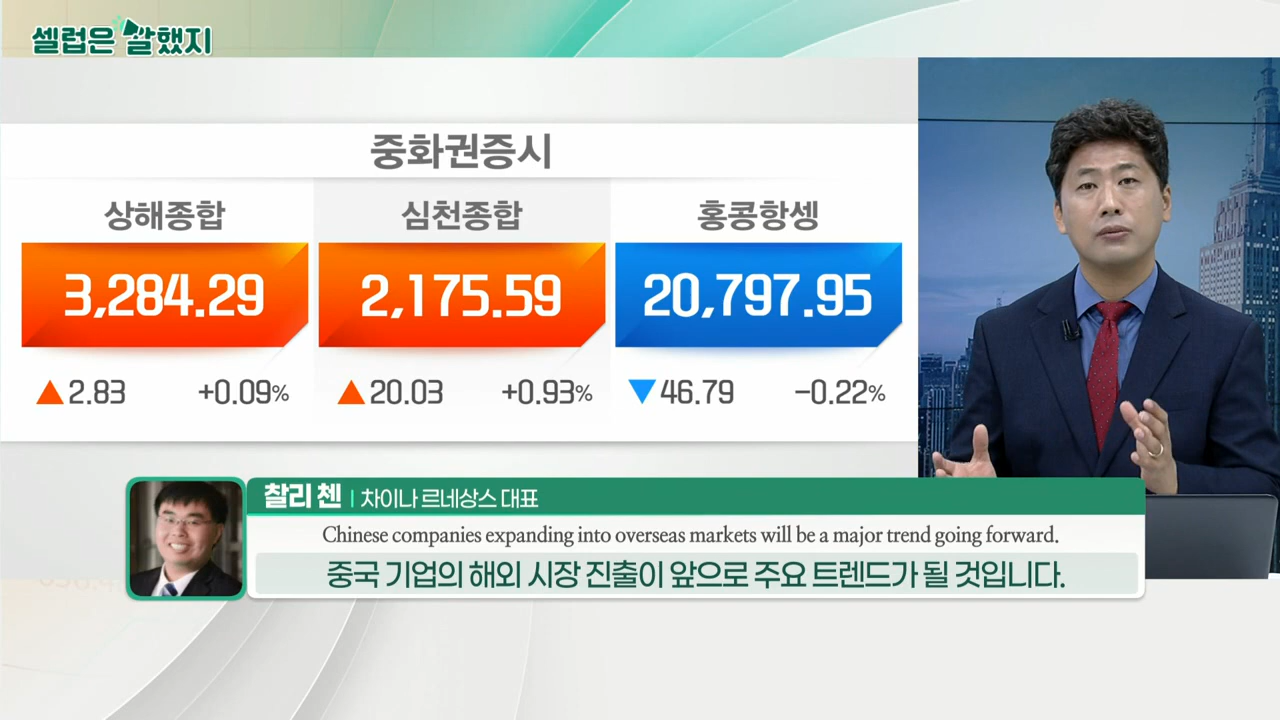 셀럽은 말했지
중화권증시
상해종합 심천종합 홍콩항셍
3,284.29 2,175.59 20,797.95
▲2.83 +0.09% ▲20.03 +0.93% ▼46.79 -0.22%
찰리 첸 | 차이나 르네상스 대표
Chinese companies expanding into overseas markets will be a major trend going forward.
중국 기업의 해외 시장 진출이 앞으로 주요 트렌드가 될 것입니다.